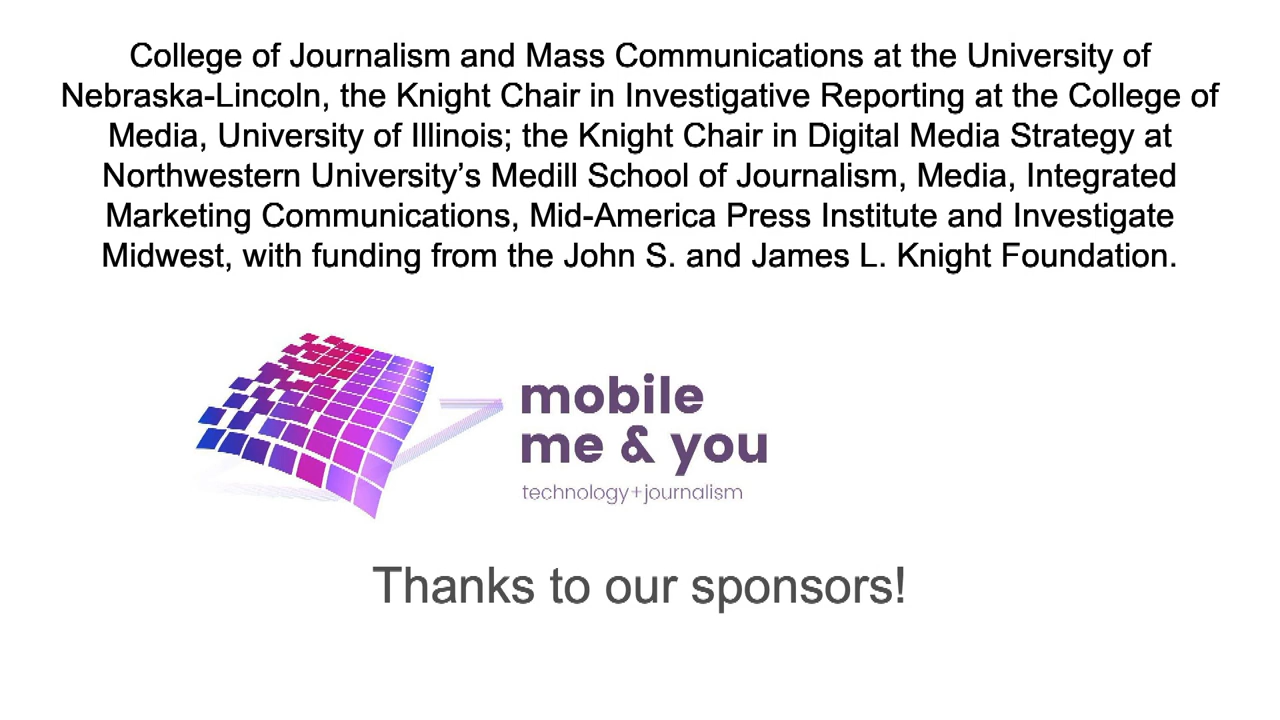 College of Journalism and Mass Communications at the University of
Nebraska-Lincoln, the Knight Chair in Investigative Reporting at the College of
Media, University of Illinois; the Knight Chair in Digital Media Strategy at
Northwestern University’s Medill School of Journalism, Media, Integrated
Marketing Communications, Mid-America Press Institute and Investigate
Midwest, with funding from the John S. and James L. Knight Foundation.
mobile
me & you
technology+journalism
Thanks to our sponsors!